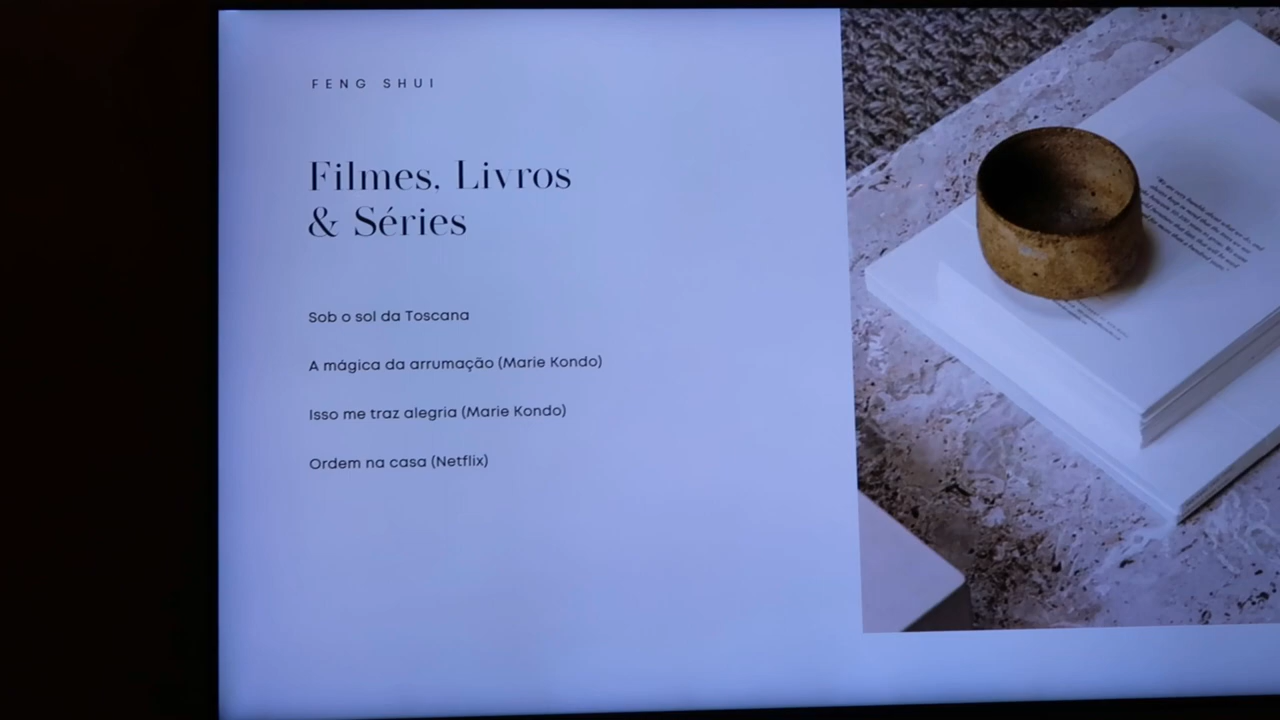 FENG SHUI
Filmes, Livros
& Séries
Sob o sol da Toscana
A mágica da arrumação (Marie Kondo)
Isso me traz alegria (Marie Kondo)
Ordem na casa (Netflix)